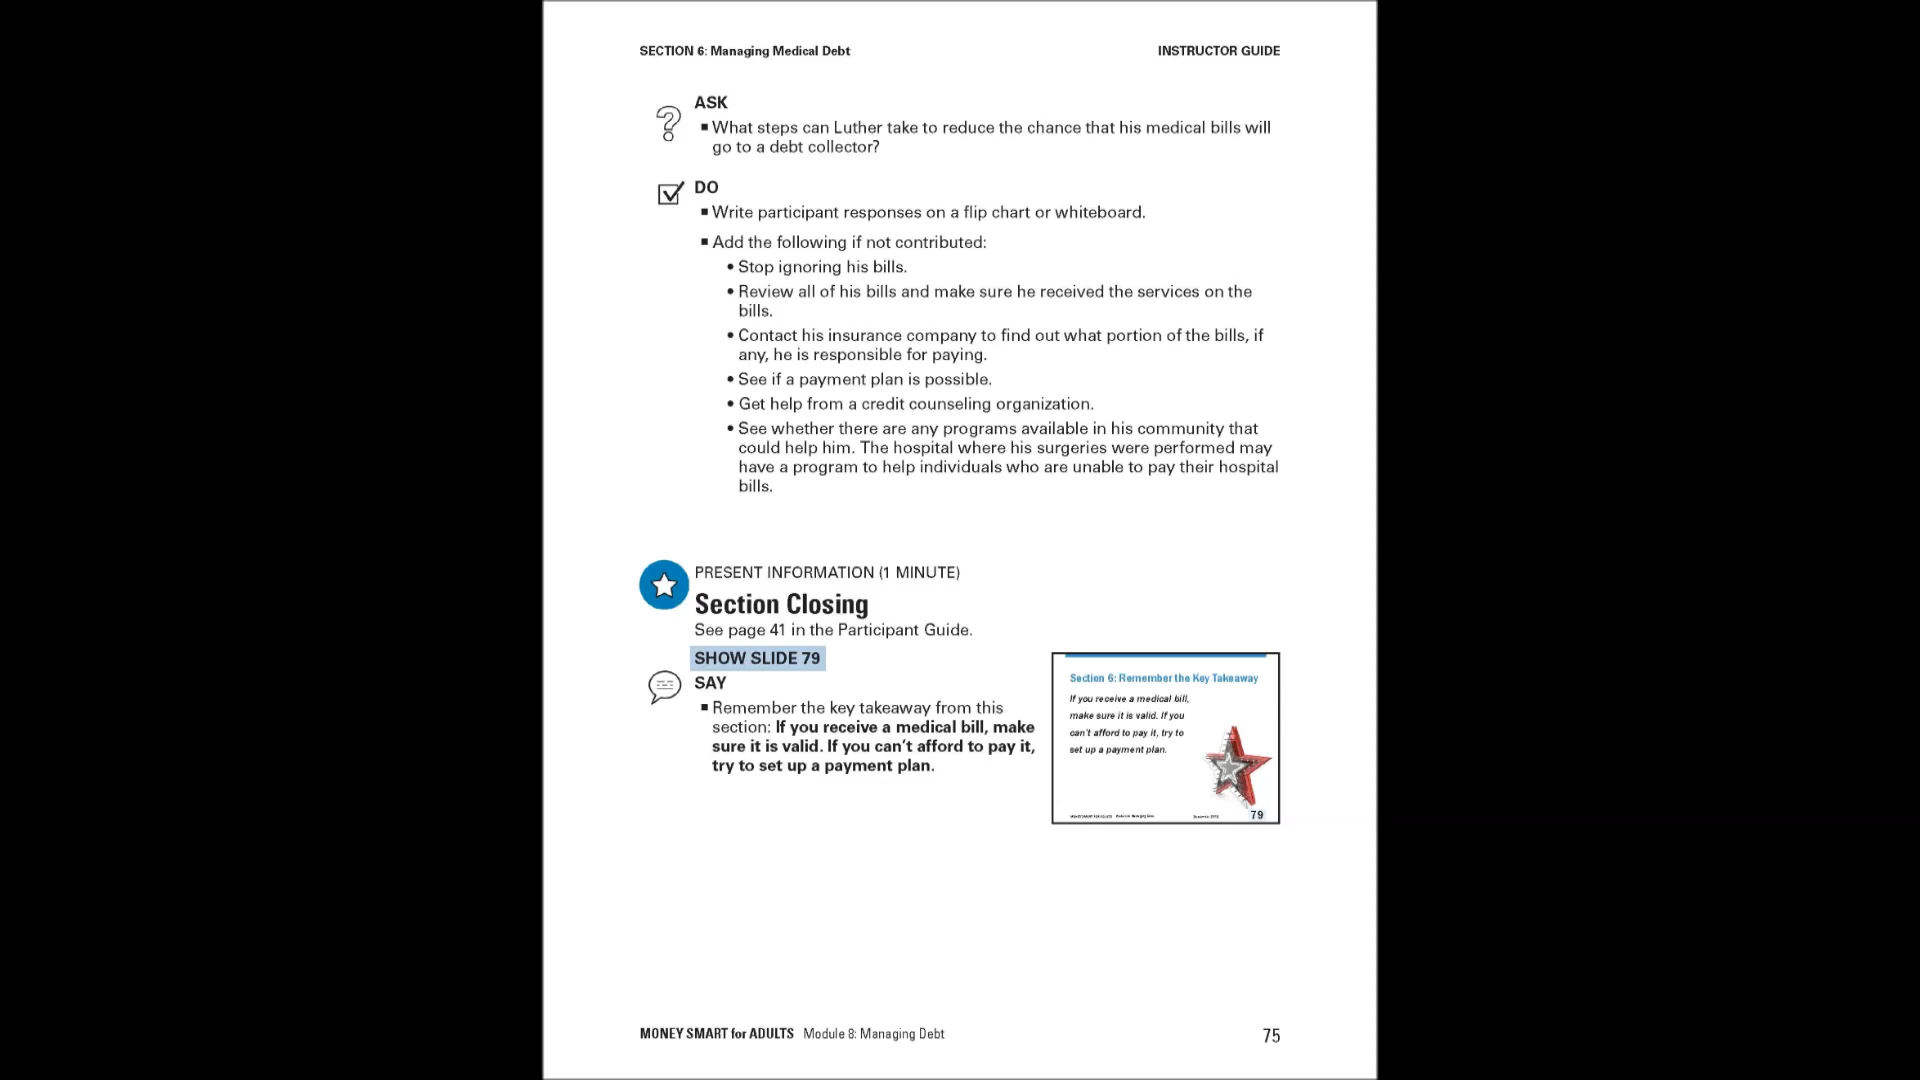 SECTION 6: Managing Medical Debt
INSTRUCTOR GUIDE
ASK
■ What steps can Luther take to reduce the chance that his medical bills will
go to a debt collector?
DO
■ Write participant responses on a flip chart or whiteboard.
■ Add the following if not contributed:
• Stop ignoring his bills.
• Review all of his bills and make sure he received the services on the
bills.
• Contact his insurance company to find out what portion of the bills, if
any, he is responsible for paying.
• See if a payment plan is possible.
• Get help from a credit counseling organization.
• See whether there are any programs available in his community that
could help him. The hospital where his surgeries were performed may
have a program to help individuals who are unable to pay their hospital
bills.
PRESENT INFORMATION (1 MINUTE)
Section Closing
See page 41 in the Participant Guide.
SHOW SLIDE 79
SAY
■ Remember the key takeaway from this
section: If you receive a medical bill, make
sure it is valid. If you can't afford to pay it,
try to set up a payment plan.
Section 6: Remember the Key Takeaway
If you receive a medical bill,
make sure it is valid. If you
can't afford to pay it, try to
set up a payment plan.
79
MONEY SMART for ADULTS Module 8: Managing Debt
75